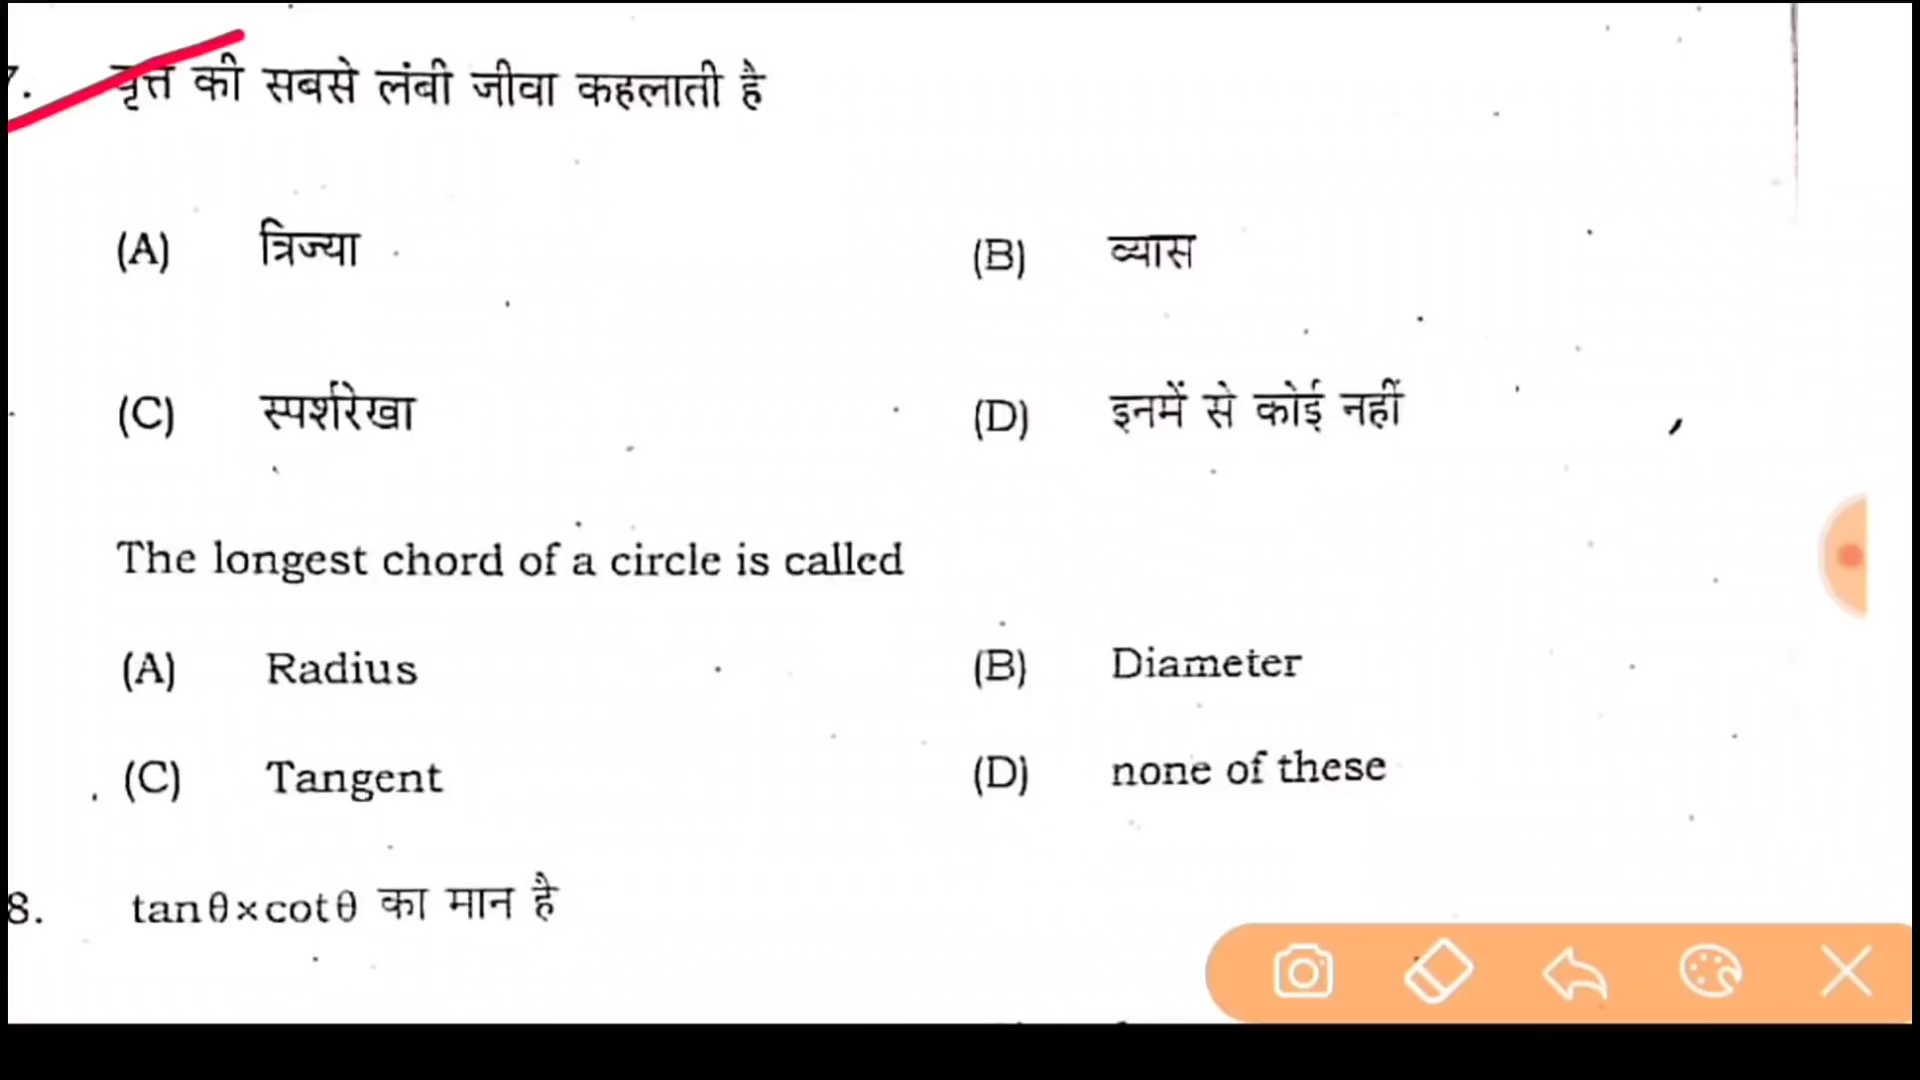 7. वृत्त की सबसे लंबी जीवा कहलाती है
(A) त्रिज्या (B) व्यास
(C) स्पर्शरेखा (D) इनमें से कोई नहीं
The longest chord of a circle is called
(A) Radius (B) Diameter
(C) Tangent (D) none of these
8. tanθ×cotθ का मान है